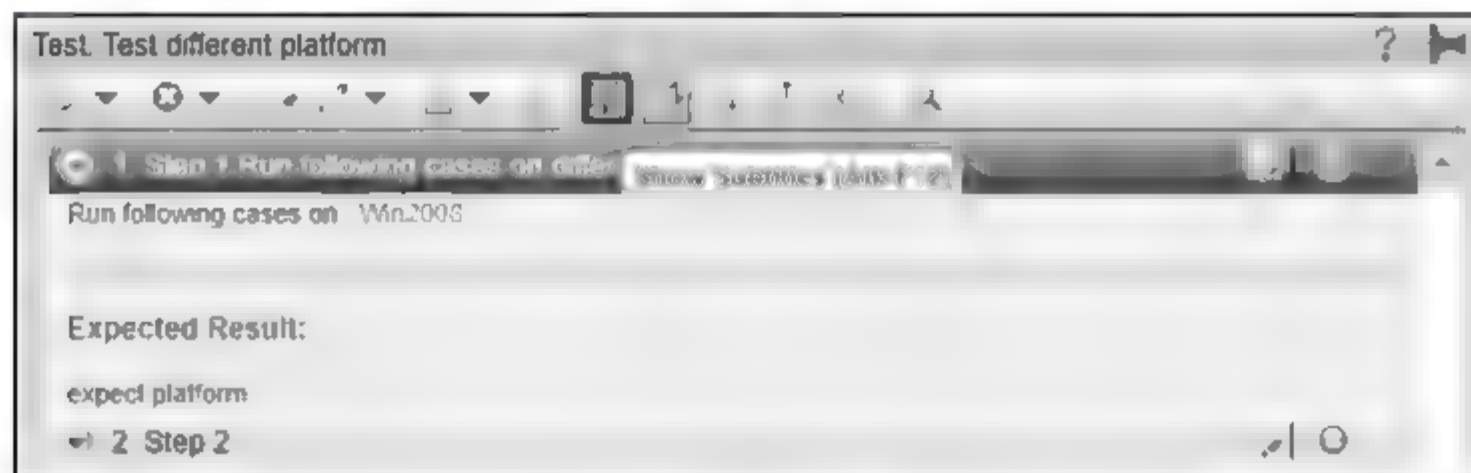 Test. Test different platform
?
1 Step 1 Run following cases on differ
Run following cases on Win2008
Expected Result:
expect platform
2 Step 2